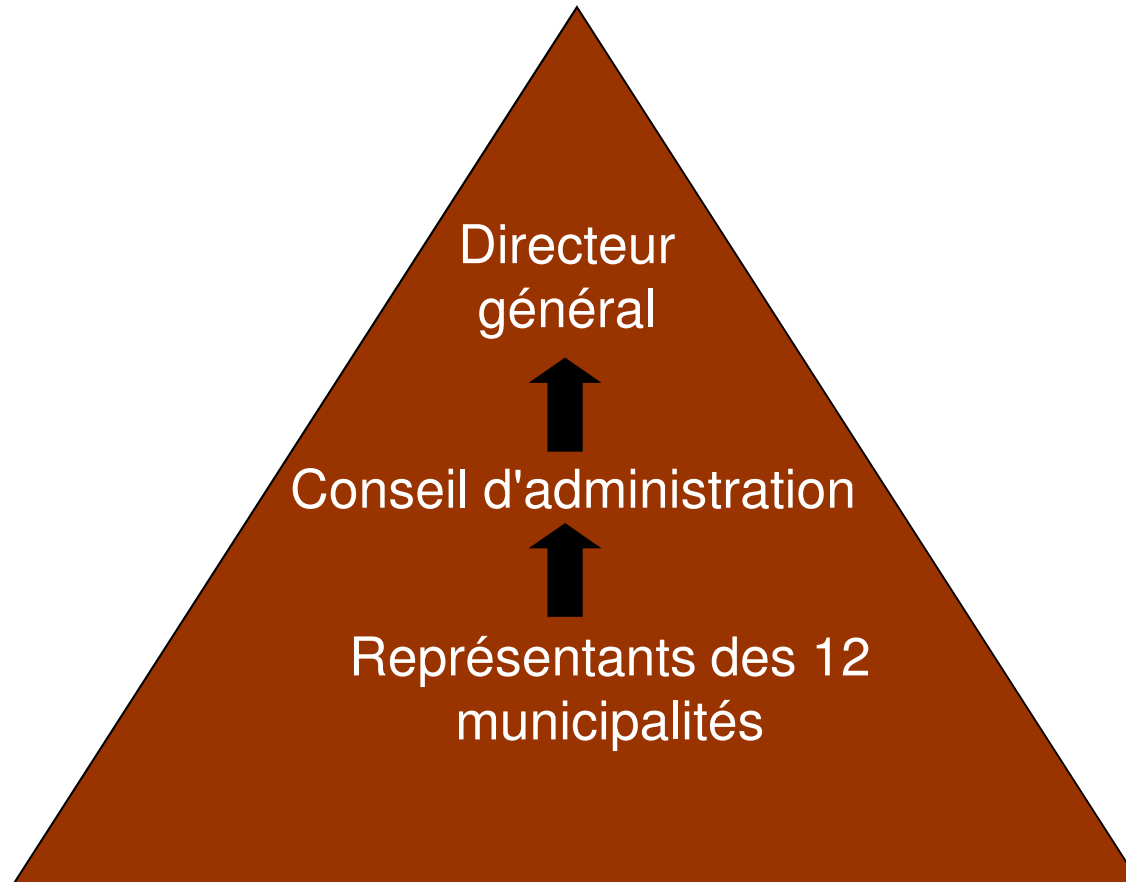 Directeur
général
Conseil d'administration
Représentants des 12
municipalités